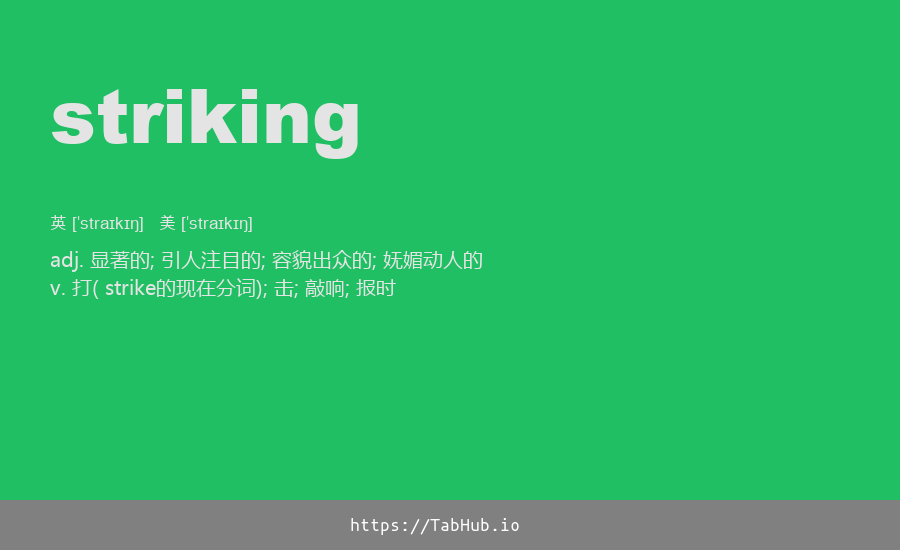 striking
英 [ˈstraɪkɪŋ] 美 [ˈstraɪkɪŋ]
adj. 显著的; 引人注目的; 容貌出众的; 妩媚动人的
v. 打( strike的现在分词); 击; 敲响; 报时
https://TabHub.io